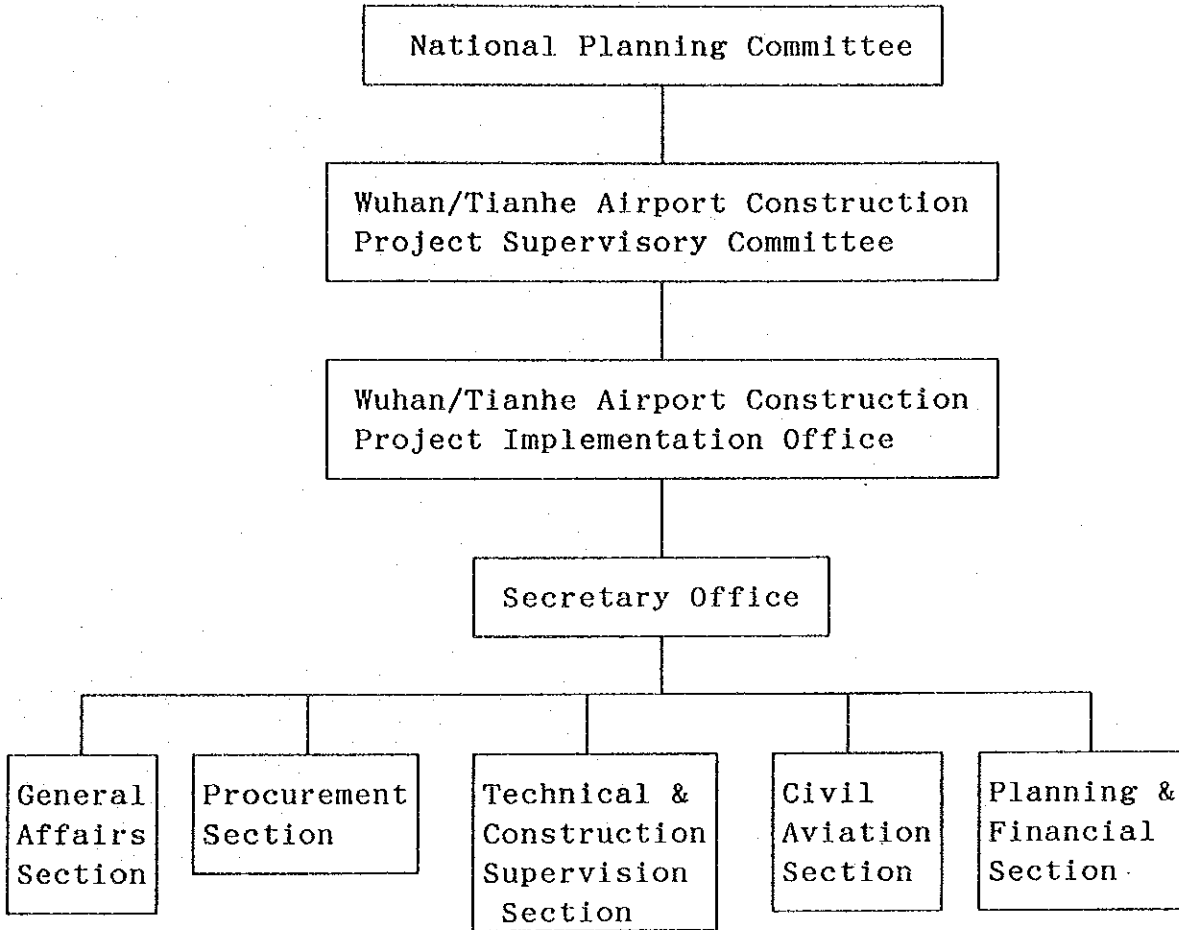 National Planning Committee
Wuhan/Tianhe Airport Construction
Project Supervisory Committee
Wuhan/Tianhe Airport Construction
Project Implementation Office
Secretary Office
General
Affairs
Section
Procurement
Section
Technical &
Construction
Supervision
Section
Civil
Aviation
Section
Planning &
Financial
Section